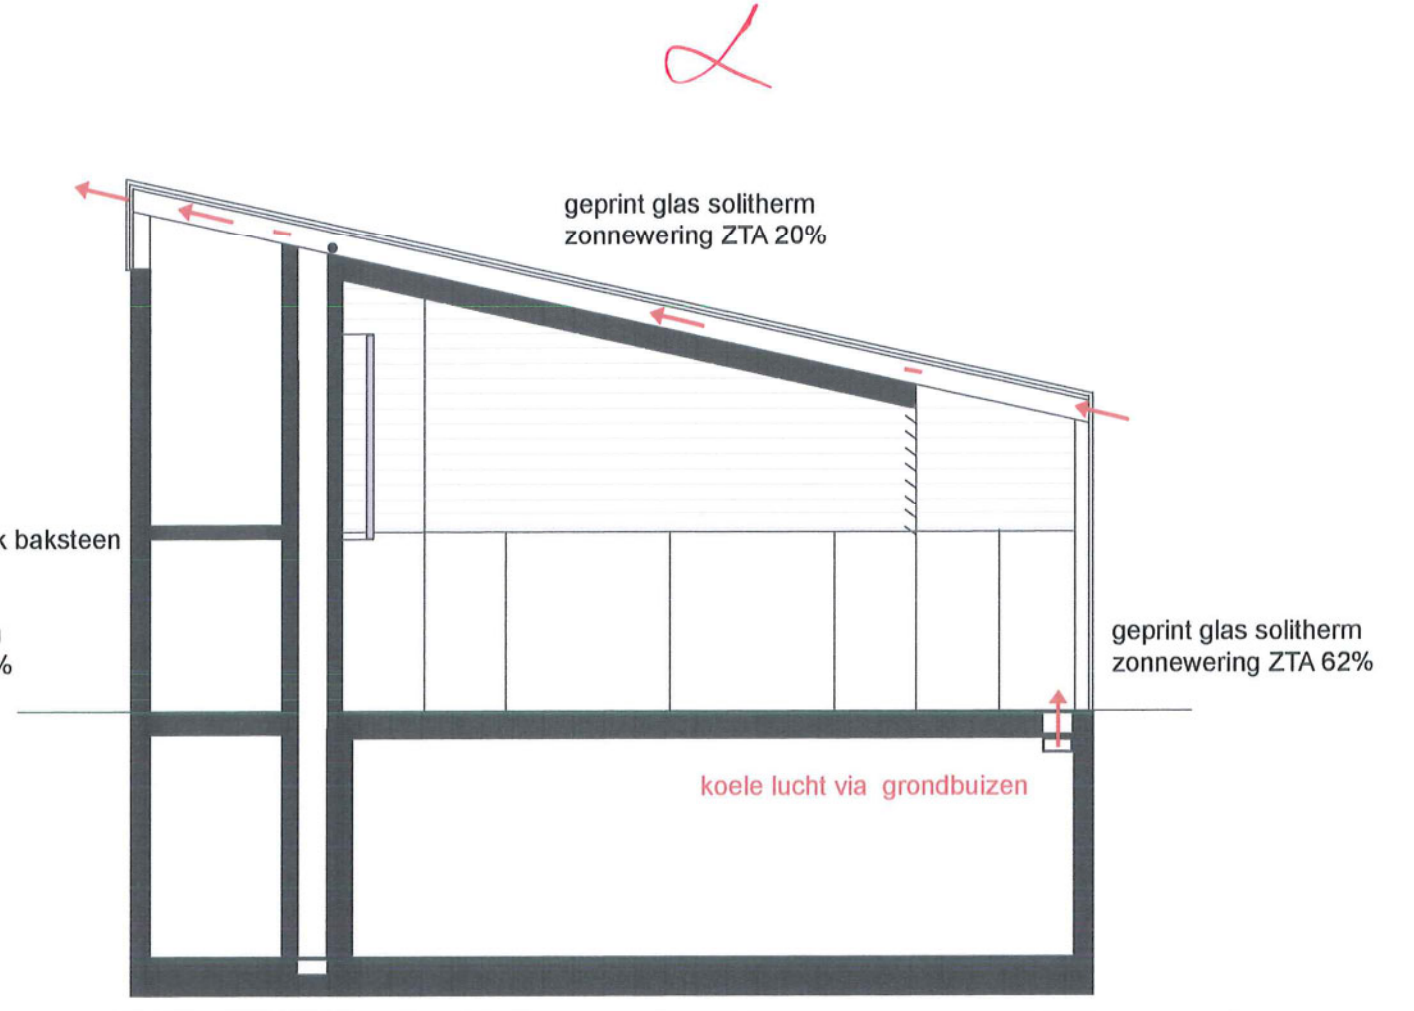 geprint glas solitherm
zonnewering ZTA 20%
k baksteen
%
geprint glas solitherm
zonnewering ZTA 62%
koele lucht via grondbuizen